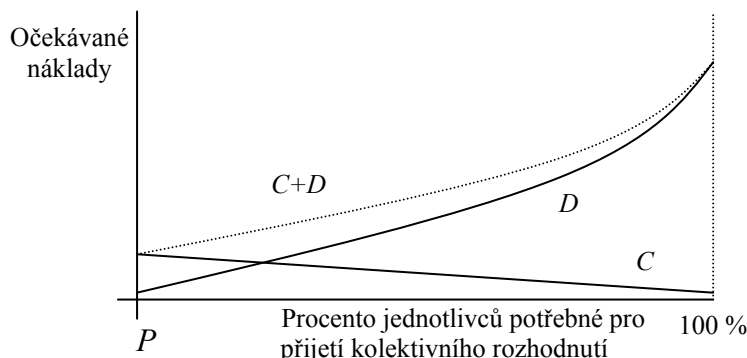 Očekávané
náklady
C+D
D
C
P
Procento jednotlivců potřebné pro
přijetí kolektivního rozhodnutí
100 %